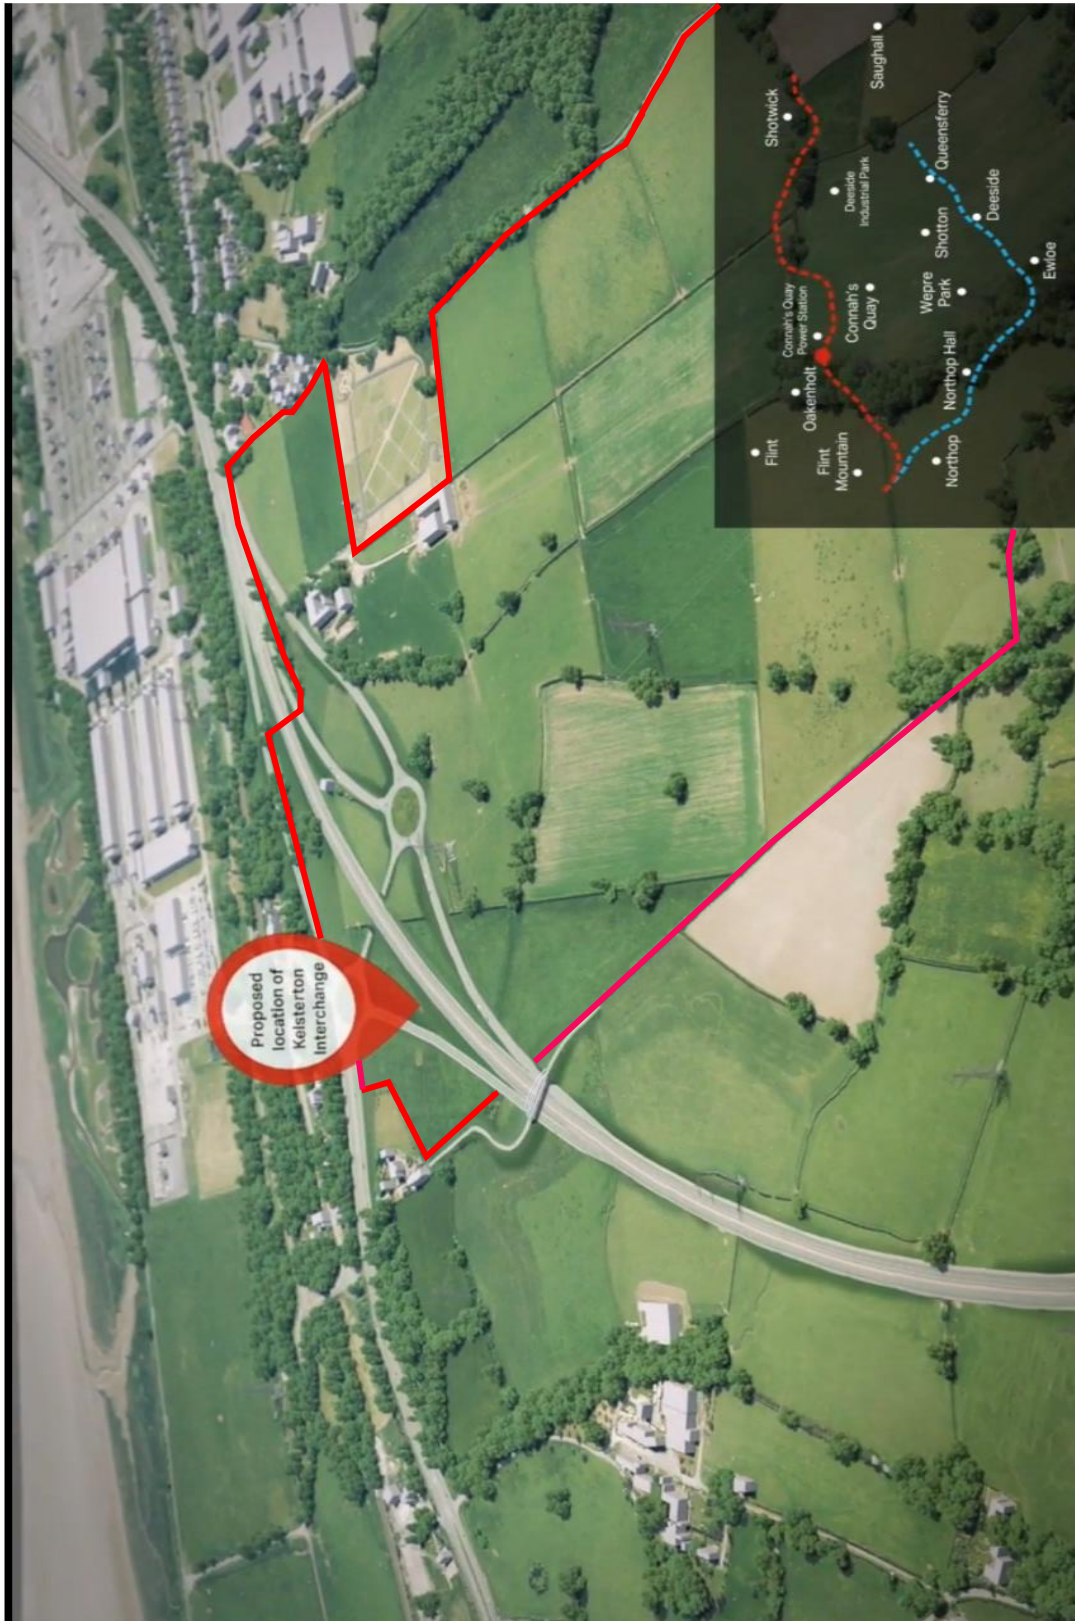 Proposed
location of
Kelsterton
Interchange
Flint
Flint
Mountain
Oakenholt
Connah's Quay
Power Station
Connah's
Quay
Shotwick
Deeside
Industrial Park
Saughall
Northop
Northop Hall
Wepre
Park
Shotton
Queensferry
Deeside
Ewloe